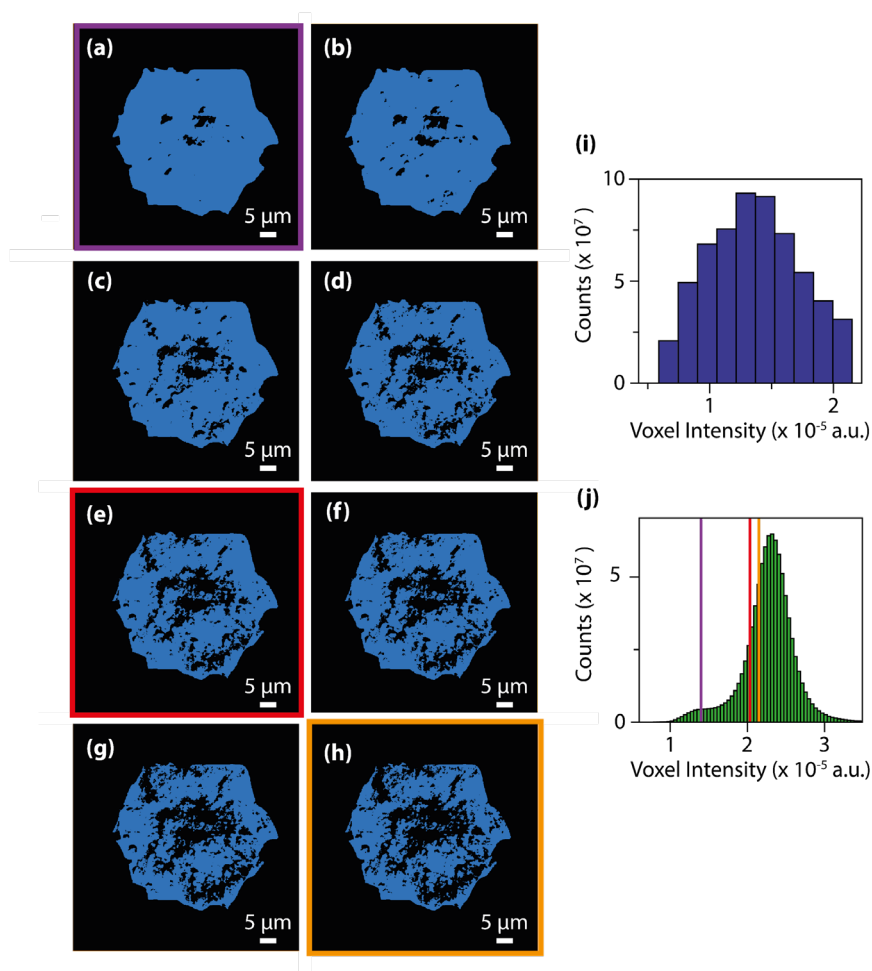 (a)
5 μm
(b)
5 μm
(c)
5 μm
(d)
5 μm
(e)
5 μm
(f)
5 μm
(g)
5 μm
(h)
5 μm
(i)
10
5
0
Counts (x 10⁷ )
1 2
Voxel Intensity (x 10⁻⁵ a.u.)
(j)
5
0
Counts (x 10⁷ )
1 2 3
Voxel Intensity (x 10⁻⁵ a.u.)